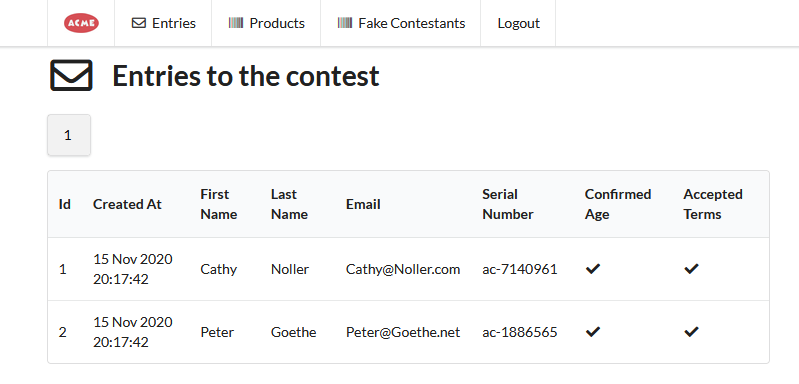 ACME Entries Products Fake Contestants Logout
Entries to the contest
1
Id Created At First Name Last Name Email Serial Number Confirmed Age Accepted Terms
1 15 Nov 2020 20:17:42 Cathy Noller Cathy@Noller.com ac-7140961
2 15 Nov 2020 20:17:42 Peter Goethe Peter@Goethe.net ac-1886565